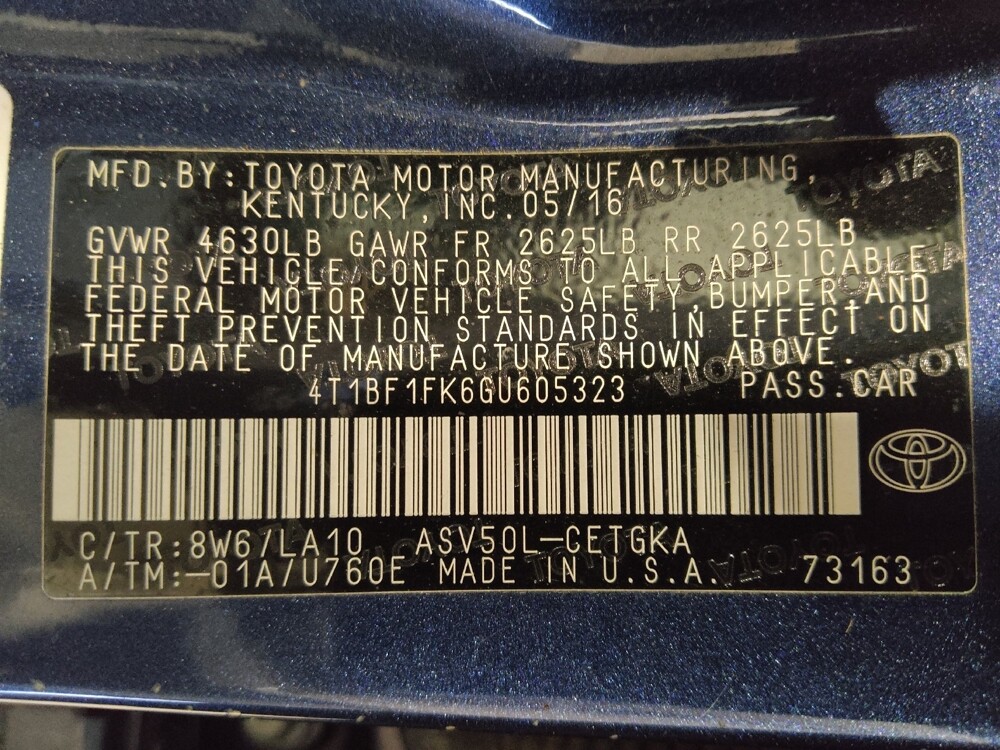 MFD.BY:TOYOTA MOTOR MANUFACTURING,
KENTUCKY,INC.05/16
GVWR 4630LB GAWR FR 2625LB RR 2625LB
THIS VEHICLE CONFORMS TO ALL APPLICABLE
FEDERAL MOTOR VEHICLE SAFETY,BUMPER,AND
THEFT PREVENTION STANDARDS IN EFFECT ON
THE DATE OF MANUFACTURE SHOWN ABOVE.
4T1BF1FK6GU605323 PASS.CAR
C/TR:8W6/LA10 ASV50L-CETGKA
A/TM:-01A/U760E MADE IN U.S.A. 73163